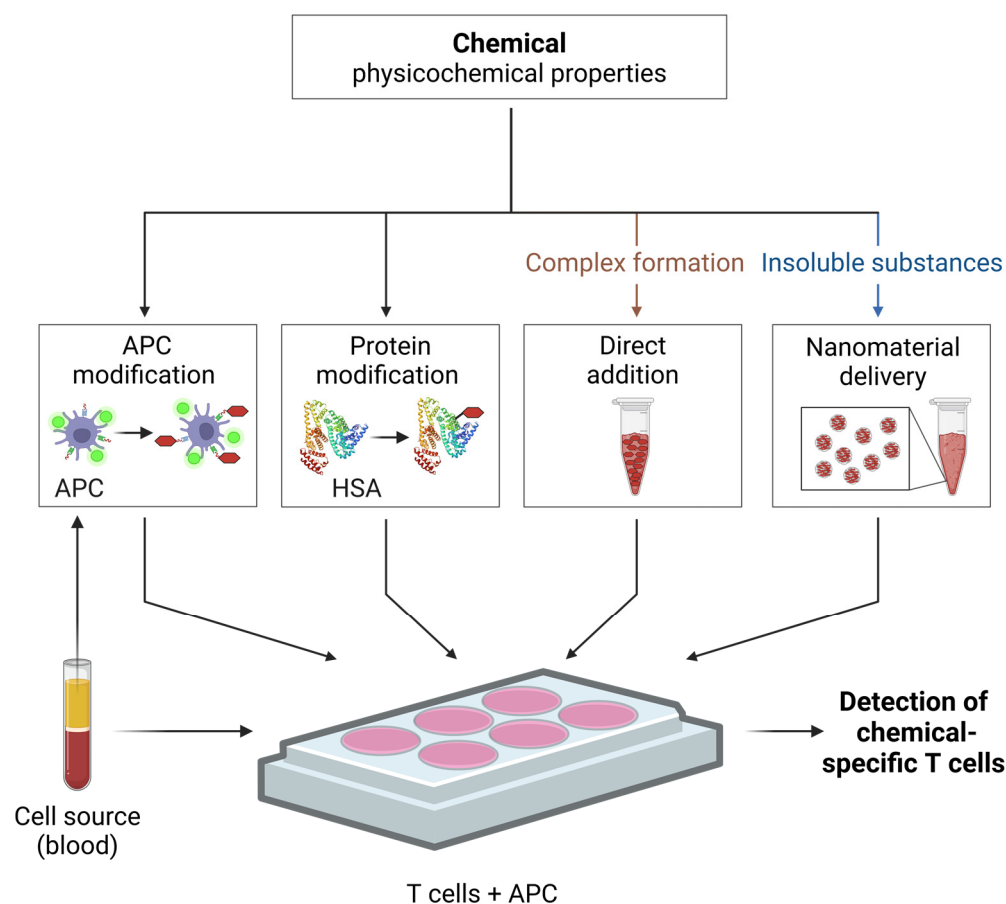 Chemical
physicochemical properties
Complex formation
Insoluble substances
APC
modification
APC
Protein
modification
HSA
Direct
addition
Nanomaterial
delivery
Cell source
(blood)
T cells + APC
Detection of
chemical-
specific T cells